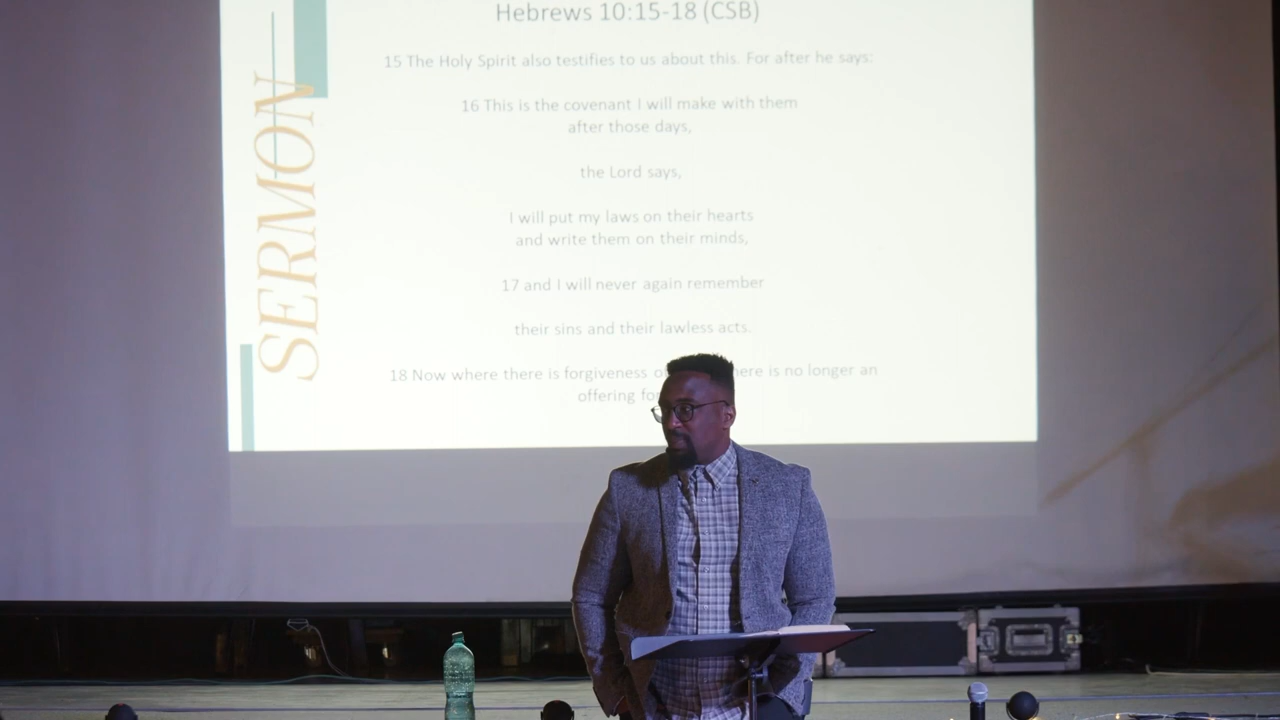 Hebrews 10:15-18 (CSB)
15 The Holy Spirit also testifies to us about this. For after he says:
16 This is the covenant I will make with them
after those days,
the Lord says,
I will put my laws on their hearts
and write them on their minds,
17 and I will never again remember
their sins and their lawless acts.
18 Now where there is forgiveness here is no longer an
offering
SERMON